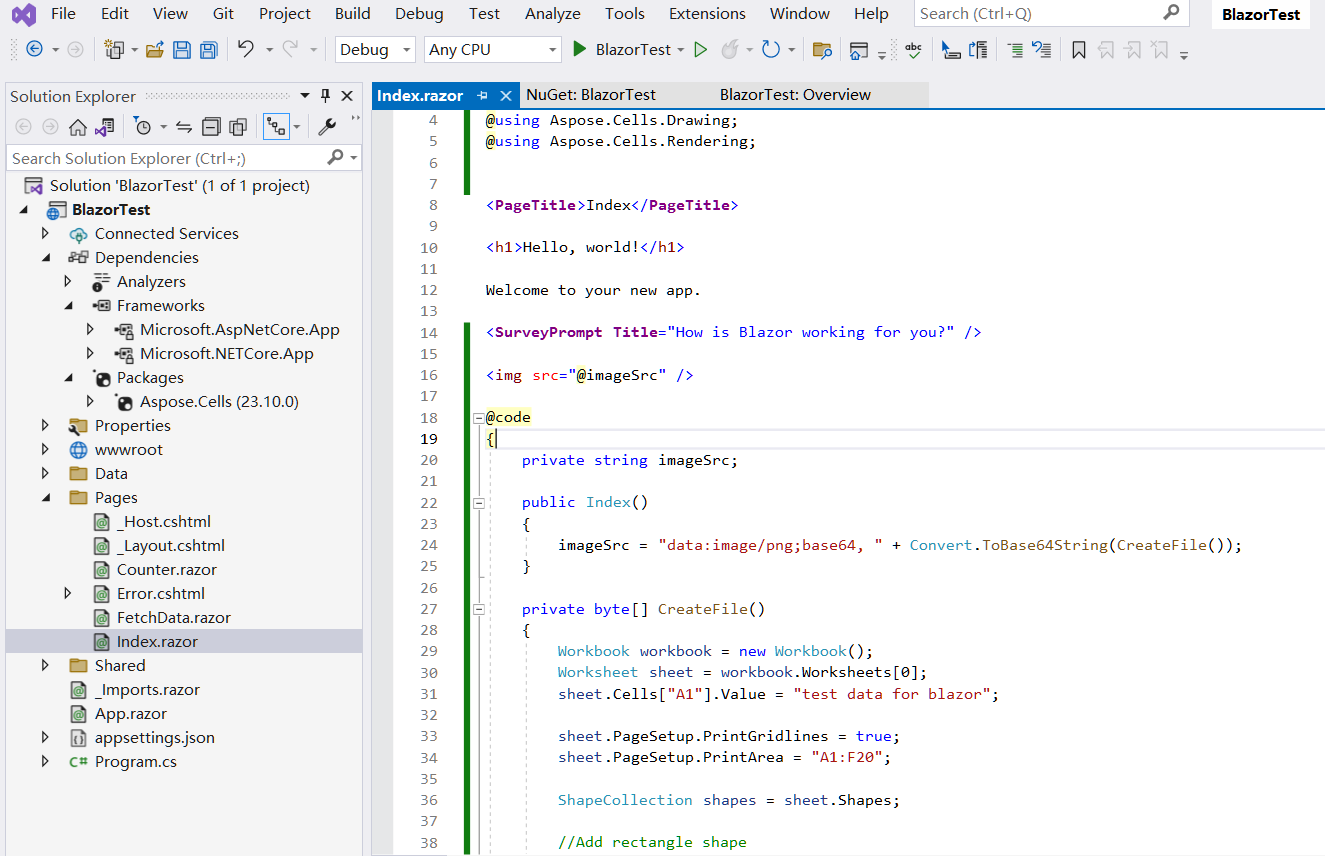 File Edit View Git Project Build Debug Test Analyze Tools Extensions Window Help Search (Ctrl+Q) BlazorTest
Debug Any CPU BlazorTest abc
Solution Explorer
Search Solution Explorer (Ctrl+;)
Solution 'BlazorTest' (1 of 1 project)
BlazorTest
Connected Services
Dependencies
Analyzers
Frameworks
Microsoft.AspNetCore.App
Microsoft.NETCore.App
Packages
Aspose.Cells (23.10.0)
Properties
wwwroot
Data
Pages
_Host.cshtml
_Layout.cshtml
Counter.razor
Error.cshtml
FetchData.razor
Index.razor
Shared
_Imports.razor
App.razor
appsettings.json
C# Program.cs
Index.razor NuGet: BlazorTest BlazorTest: Overview
4 @using Aspose.Cells.Drawing;
5 @using Aspose.Cells.Rendering;
6
7
8 <PageTitle>Index</PageTitle>
9
10 <h1>Hello, world!</h1>
11
12 Welcome to your new app.
13
14 <SurveyPrompt Title="How is Blazor working for you?" />
15
16 <img src="@imageSrc" />
17
18 @code
19 {
20 private string imageSrc;
21
22 public Index()
23 {
24 imageSrc = "data:image/png;base64, " + Convert.ToBase64String(CreateFile());
25 }
26
27 private byte[] CreateFile()
28 {
29 Workbook workbook = new Workbook();
30 Worksheet sheet = workbook.Worksheets[0];
31 sheet.Cells["A1"].Value = "test data for blazor";
32
33 sheet.PageSetup.PrintGridlines = true;
34 sheet.PageSetup.PrintArea = "A1:F20";
35
36 ShapeCollection shapes = sheet.Shapes;
37
38 //Add rectangle shape